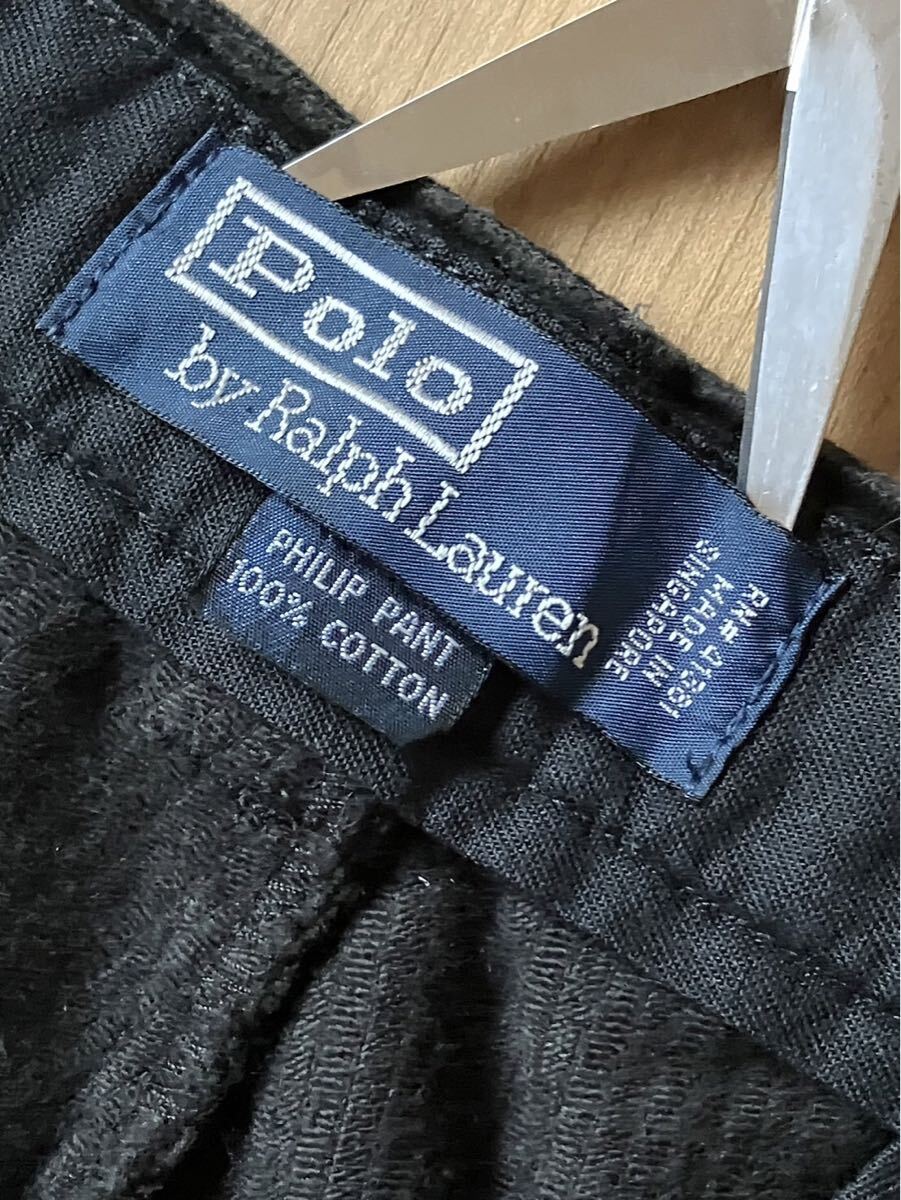 Polo
by Ralph Lauren
RN# 41381
MADE IN
SINGAPORE
PHILIP PANT
100% COTTON